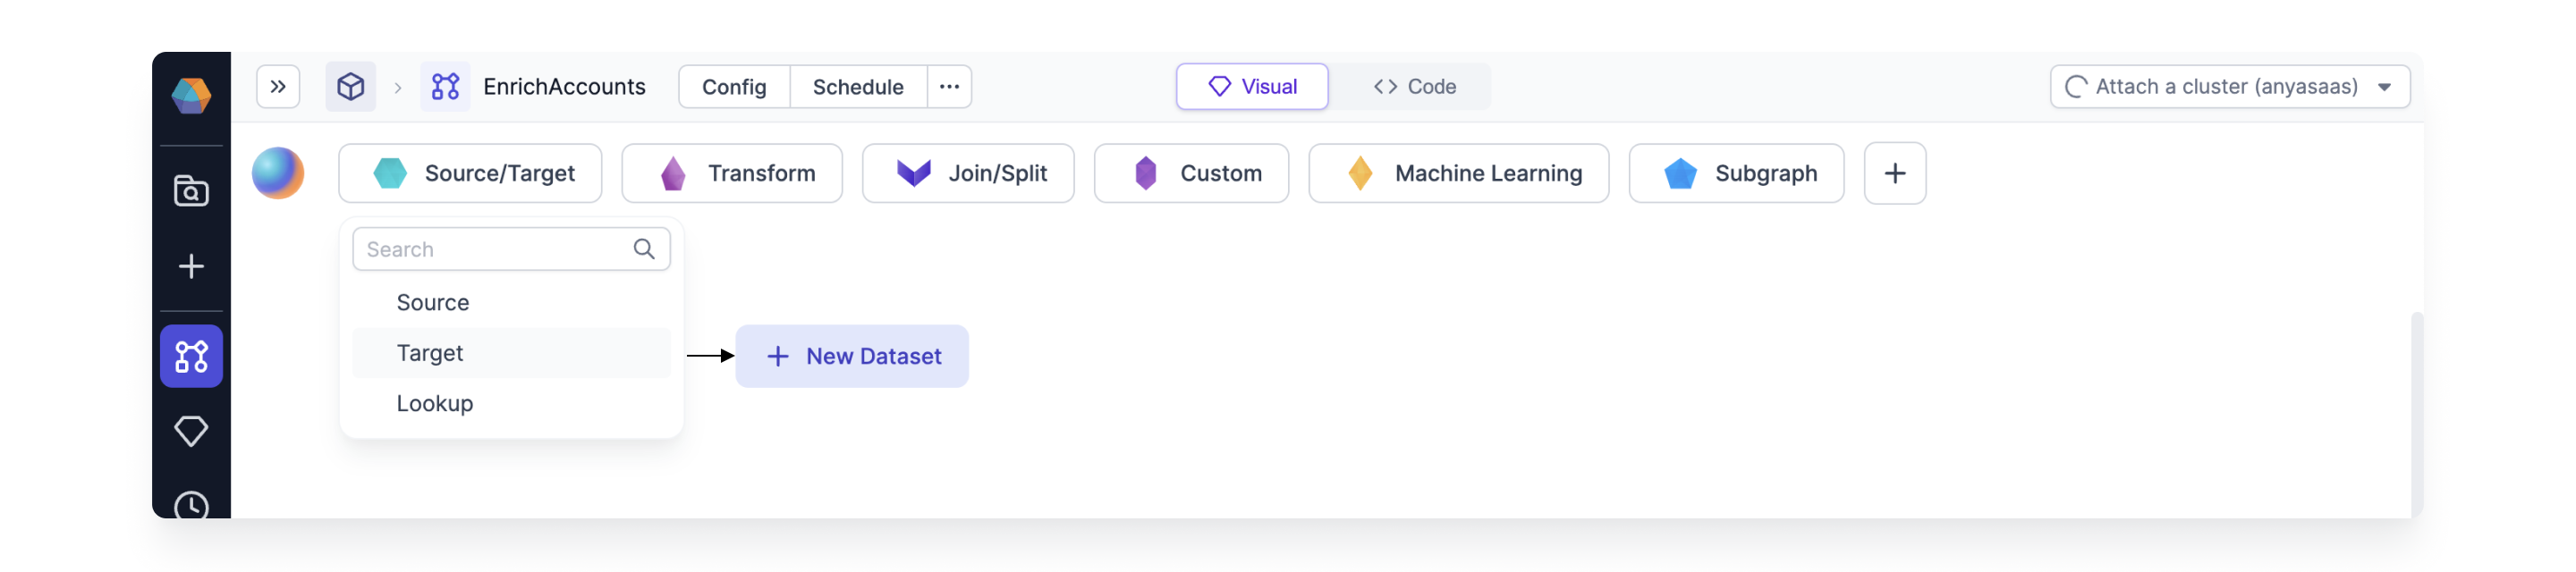 EnrichAccounts Config Schedule ... Visual <> Code Attach a cluster (anyasaas)
Source/Target Transform Join/Split Custom Machine Learning Subgraph +
Search
Source
Target
+ New Dataset
Lookup